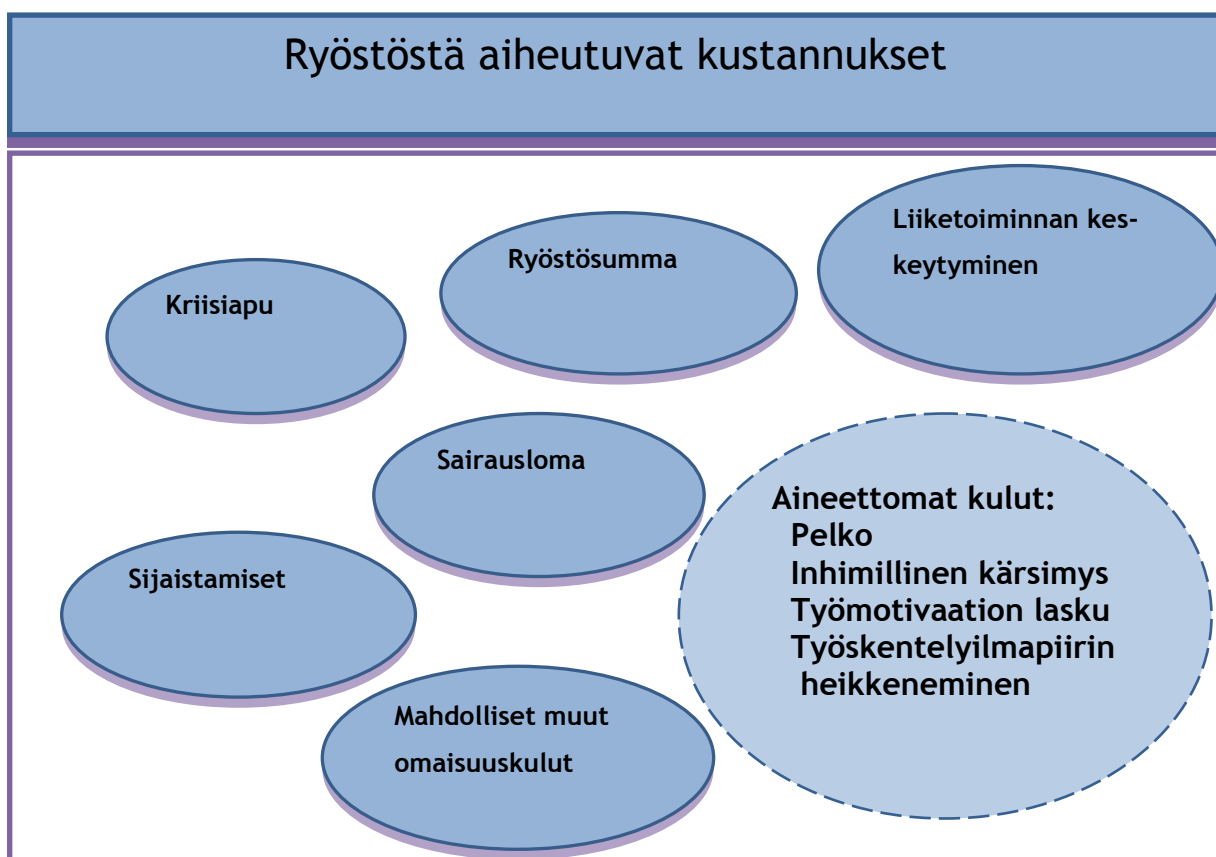 Ryöstöstä aiheutuvat kustannukset
Liiketoiminnan kes-
keytyminen
Ryöstösumma
Kriisiapu
Sairausloma
Aineettomat kulut:
Pelko
Inhimillinen kärsimys
Työmotivaation lasku
Työskentelyilmapiirin
heikkeneminen
Sijaistamiset
Mahdolliset muut
omaisuuskulut